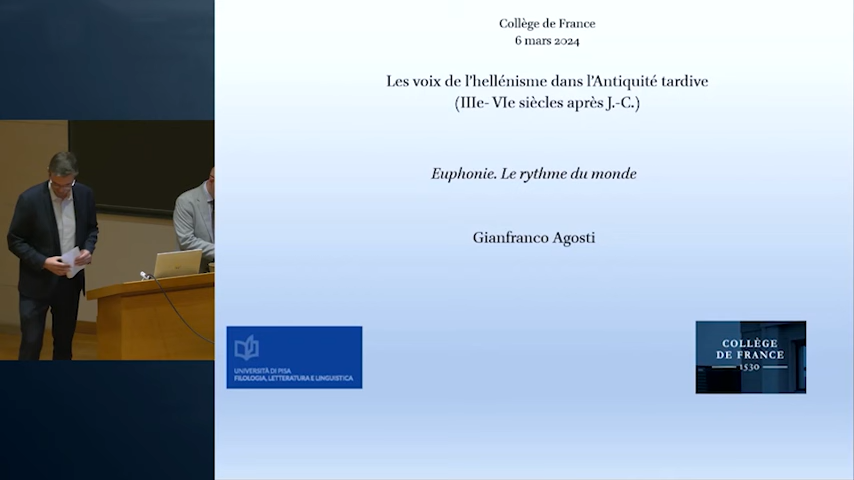 Collège de France
6 mars 2024
Les voix de l'hellénisme dans l'Antiquité tardive
(IIIe- VIe siècles après J.-C.)
Euphonie. Le rythme du monde
Gianfranco Agosti
UNIVERSITÀ DI PISA
FILOLOGIA, LETTERATURA E LINGUISTICA
COLLÈGE
DE FRANCE
1530